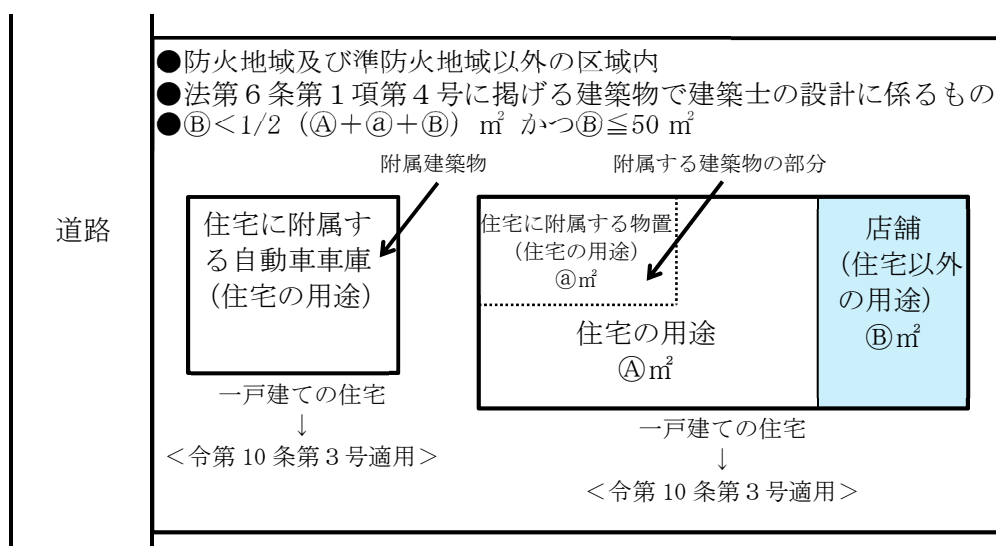 ●防火地域及び準防火地域以外の区域内
●法第６条第１項第４号に掲げる建築物で建築士の設計に係るもの
●Ⓑ＜1/2（Ⓐ＋ⓐ＋Ⓑ）㎡ かつⒷ≦50 ㎡
附属建築物
附属する建築物の部分
道路
住宅に附属す
る自動車車庫
（住宅の用途）
一戸建ての住宅
↓
＜令第 10 条第３号適用＞
住宅に附属する物置
（住宅の用途）
ⓐ㎡
住宅の用途
Ⓐ㎡
店舗
（住宅以外
の用途）
Ⓑ㎡
一戸建ての住宅
↓
＜令第 10 条第３号適用＞